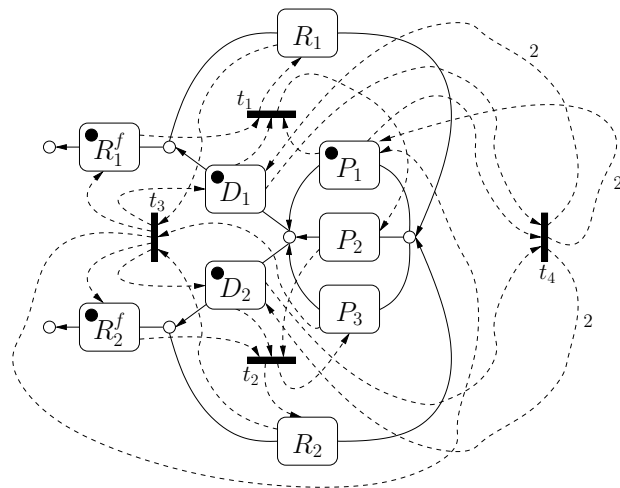 R₁
2
t₁
R₁ᶠ
P₁
D₁
2
t₃
P₂
t₄
D₂
R₂ᶠ
P₃
2
t₂
R₂